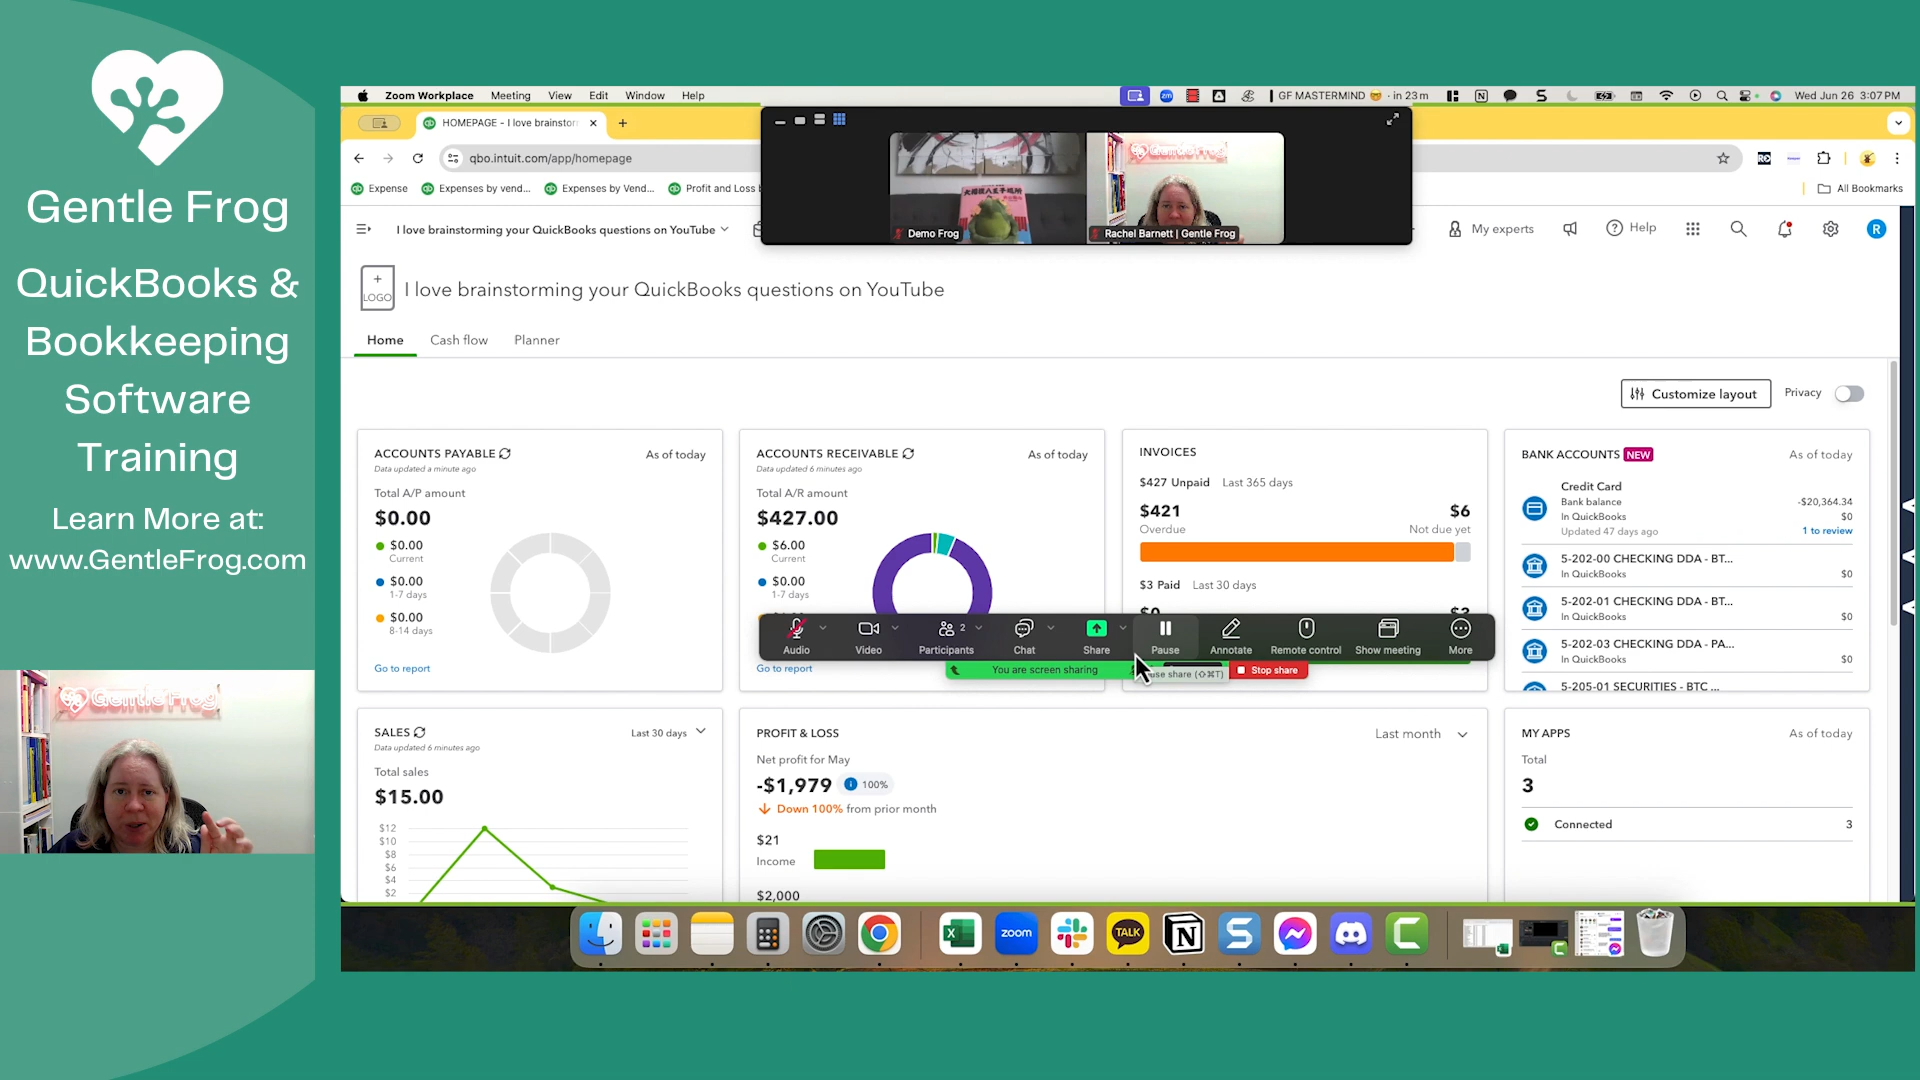 Gentle Frog
QuickBooks &
Bookkeeping
Software
Training
Learn More at:
www.GentleFrog.com
Gentle Frog
Zoom Workplace Meeting View Edit Window Help
GF MASTERMIND · in 23 m
Wed Jun 26 3:07 PM
HOMEPAGE - I love brainstor
qbo.intuit.com/app/homepage
Expense
Expenses by vend...
Expenses by Vend...
Profit and Loss
All Bookmarks
Demo Frog
Gentle Frog
Rachel Barnett | Gentle Frog
I love brainstorming your QuickBooks questions on YouTube
My experts
Help
R
+
LOGO
I love brainstorming your QuickBooks questions on YouTube
Home Cash flow Planner
Customize layout
Privacy
ACCOUNTS PAYABLE
As of today
Data updated a minute ago
Total A/P amount
$0.00
$0.00
Current
$0.00
1-7 days
$0.00
8-14 days
Go to report
ACCOUNTS RECEIVABLE
As of today
Data updated 6 minutes ago
Total A/R amount
$427.00
$6.00
Current
$0.00
1-7 days
Go to report
INVOICES
$427 Unpaid Last 365 days
$421 $6
Overdue Not due yet
$3 Paid Last 30 days
$0 $3
BANK ACCOUNTS NEW
As of today
Credit Card
Bank balance -$20,364.34
In QuickBooks $0
Updated 47 days ago 1 to review
5-202-00 CHECKING DDA - BT...
In QuickBooks $0
5-202-01 CHECKING DDA - BT...
In QuickBooks $0
5-202-03 CHECKING DDA - PA...
In QuickBooks $0
5-205-01 SECURITIES - BTC ...
Audio
Video
2
Participants
Chat
Share
Pause
Annotate
Remote control
Show meeting
More
You are screen sharing
use share (⇧⌘T)
Stop share
SALES
Last 30 days
Data updated 6 minutes ago
Total sales
$15.00
$12
$10
$8
$6
$4
$2
PROFIT & LOSS
Last month
Net profit for May
-$1,979 100%
Down 100% from prior month
$21
Income
$2,000
MY APPS
As of today
Total
3
Connected 3
zoom
TALK